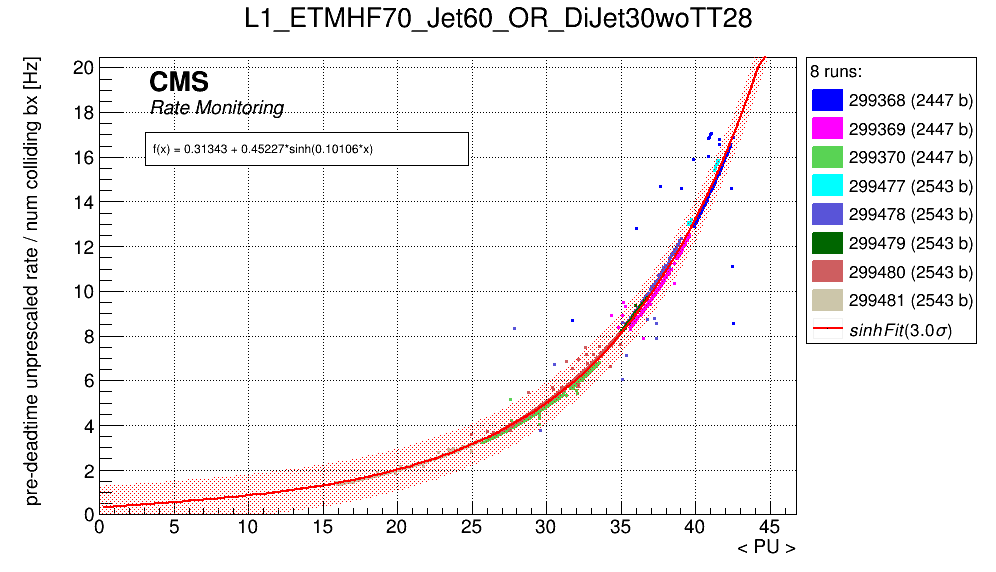 L1_ETMHF70_Jet60_OR_DiJet30woTT28
pre-deadtime unprescaled rate / num colliding bx [Hz]
20
18
16
14
12
10
8
6
4
2
0
CMS
Rate Monitoring
f(x) = 0.31343 + 0.45227*sinh(0.10106*x)
0 5 10 15 20 25 30 35 40 45
< PU >
8 runs:
299368 (2447 b)
299369 (2447 b)
299370 (2447 b)
299477 (2543 b)
299478 (2543 b)
299479 (2543 b)
299480 (2543 b)
299481 (2543 b)
sinhFit(3.0σ)